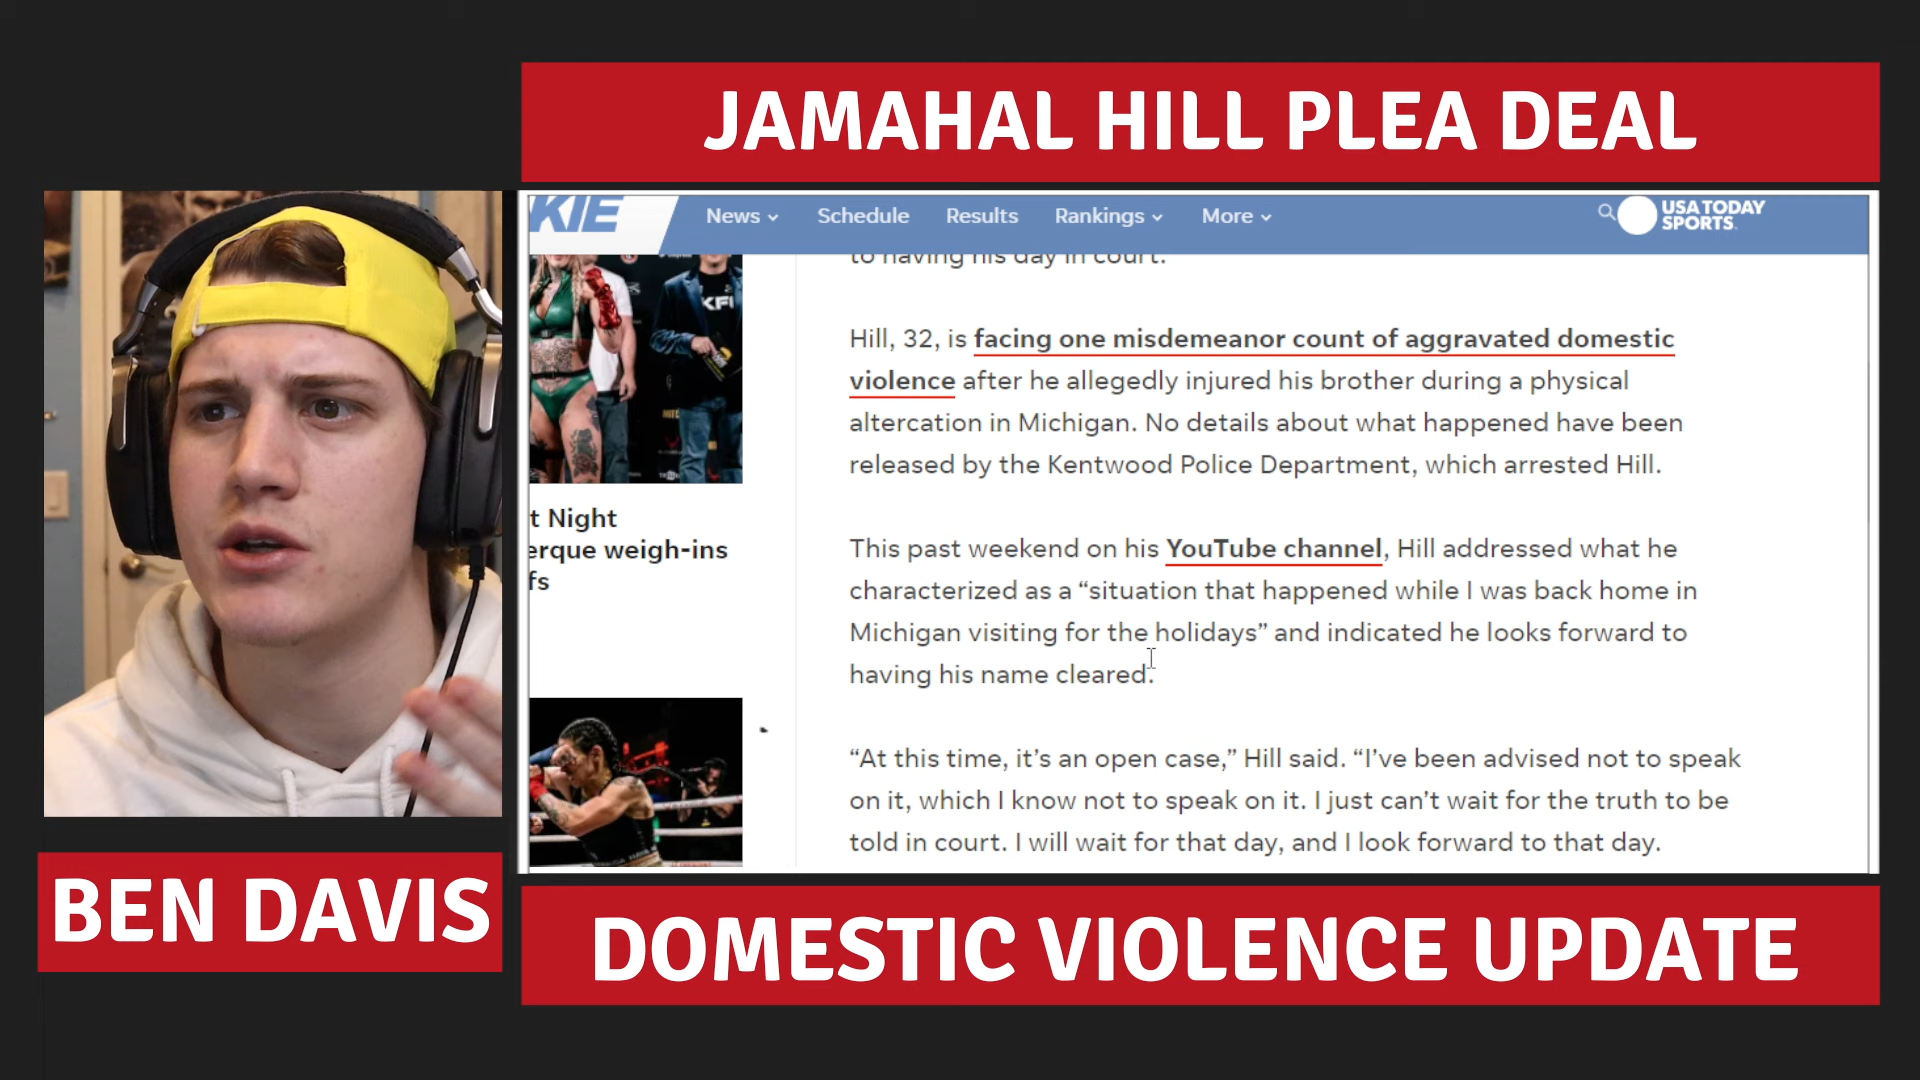 JAMAHAL HILL PLEA DEAL
KIE
News
Schedule
Results
Rankings
More
USA TODAY
SPORTS
to having his day in court.
Hill, 32, is facing one misdemeanor count of aggravated domestic
violence after he allegedly injured his brother during a physical
altercation in Michigan. No details about what happened have been
released by the Kentwood Police Department, which arrested Hill.
t Night
erque weigh-ins
fs
This past weekend on his YouTube channel, Hill addressed what he
characterized as a “situation that happened while I was back home in
Michigan visiting for the holidays” and indicated he looks forward to
having his name cleared.
“At this time, it’s an open case,” Hill said. “I’ve been advised not to speak
on it, which I know not to speak on it. I just can’t wait for the truth to be
told in court. I will wait for that day, and I look forward to that day.
BEN DAVIS
DOMESTIC VIOLENCE UPDATE